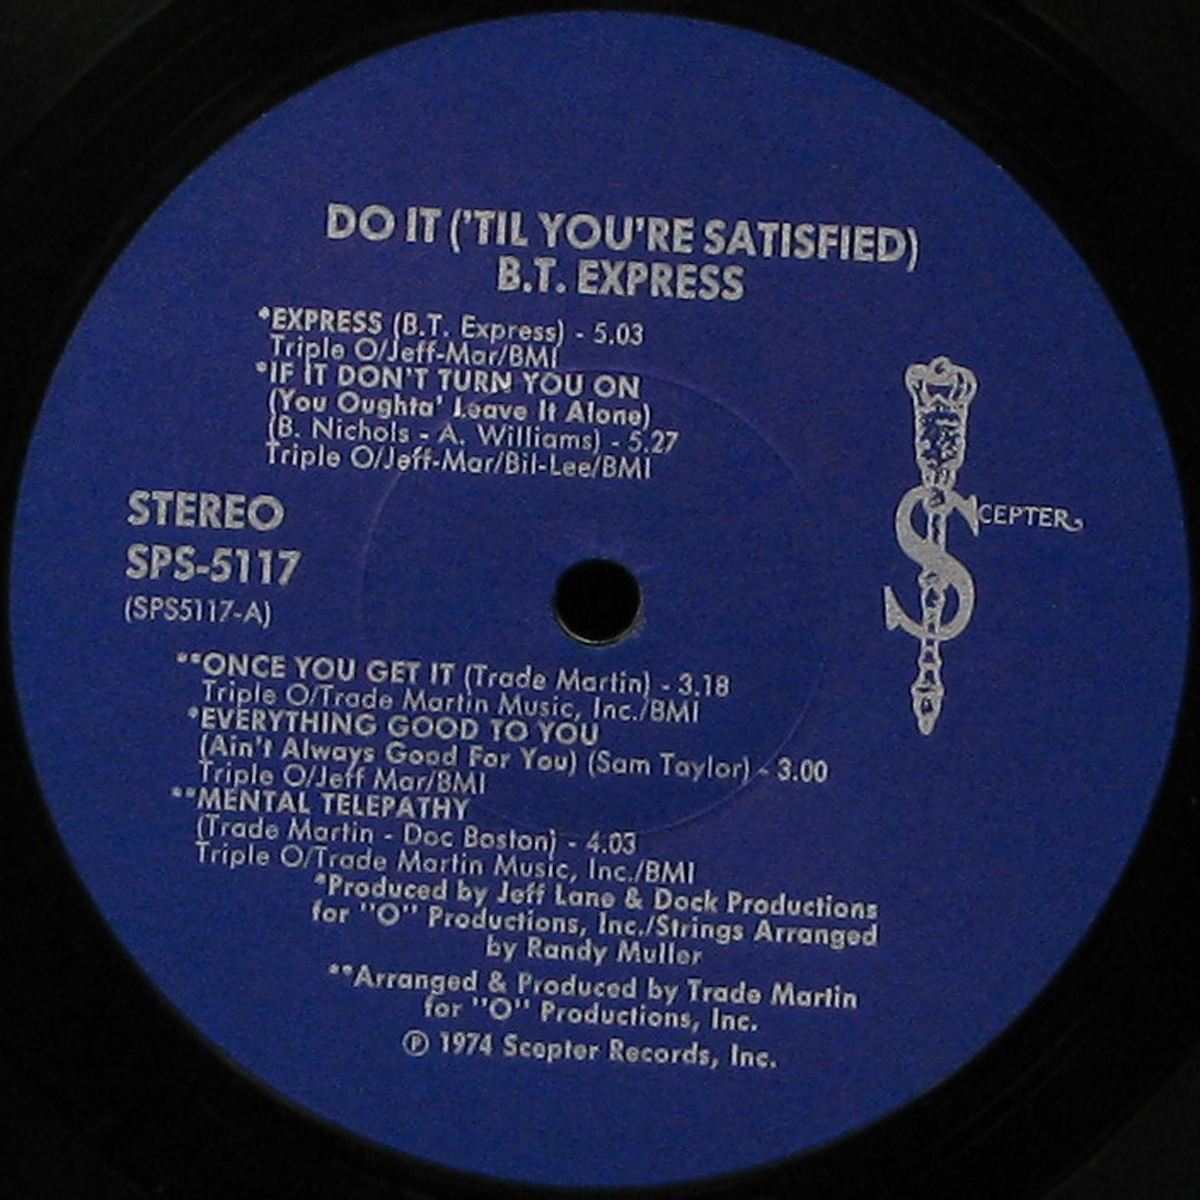 DO IT ('TIL YOU'RE SATISFIED)
B.T. EXPRESS
*EXPRESS (B.T. Express) - 5.03
Triple O/Jeff-Mar/BMI
*IF IT DON'T TURN YOU ON
(You Oughta' Leave It Alone)
(B. Nichols - A. Williams) - 5.27
Triple O/Jeff-Mar/Bil-Lee/BMI
STEREO
SPS-5117
(SPS5117-A)
SCEPTER
**ONCE YOU GET IT (Trade Martin) - 3.18
Triple O/Trade Martin Music, Inc./BMI
*EVERYTHING GOOD TO YOU
(Ain't Always Good For You) (Sam Taylor) - 3.00
Triple O/Jeff Mar/BMI
**MENTAL TELEPATHY
(Trade Martin - Doc Boston) - 4.03
Triple O/Trade Martin Music, Inc./BMI
*Produced by Jeff Lane & Dock Productions
for "O" Productions, Inc./Strings Arranged
by Randy Muller
**Arranged & Produced by Trade Martin
for "O" Productions, Inc.
℗ 1974 Scepter Records, Inc.